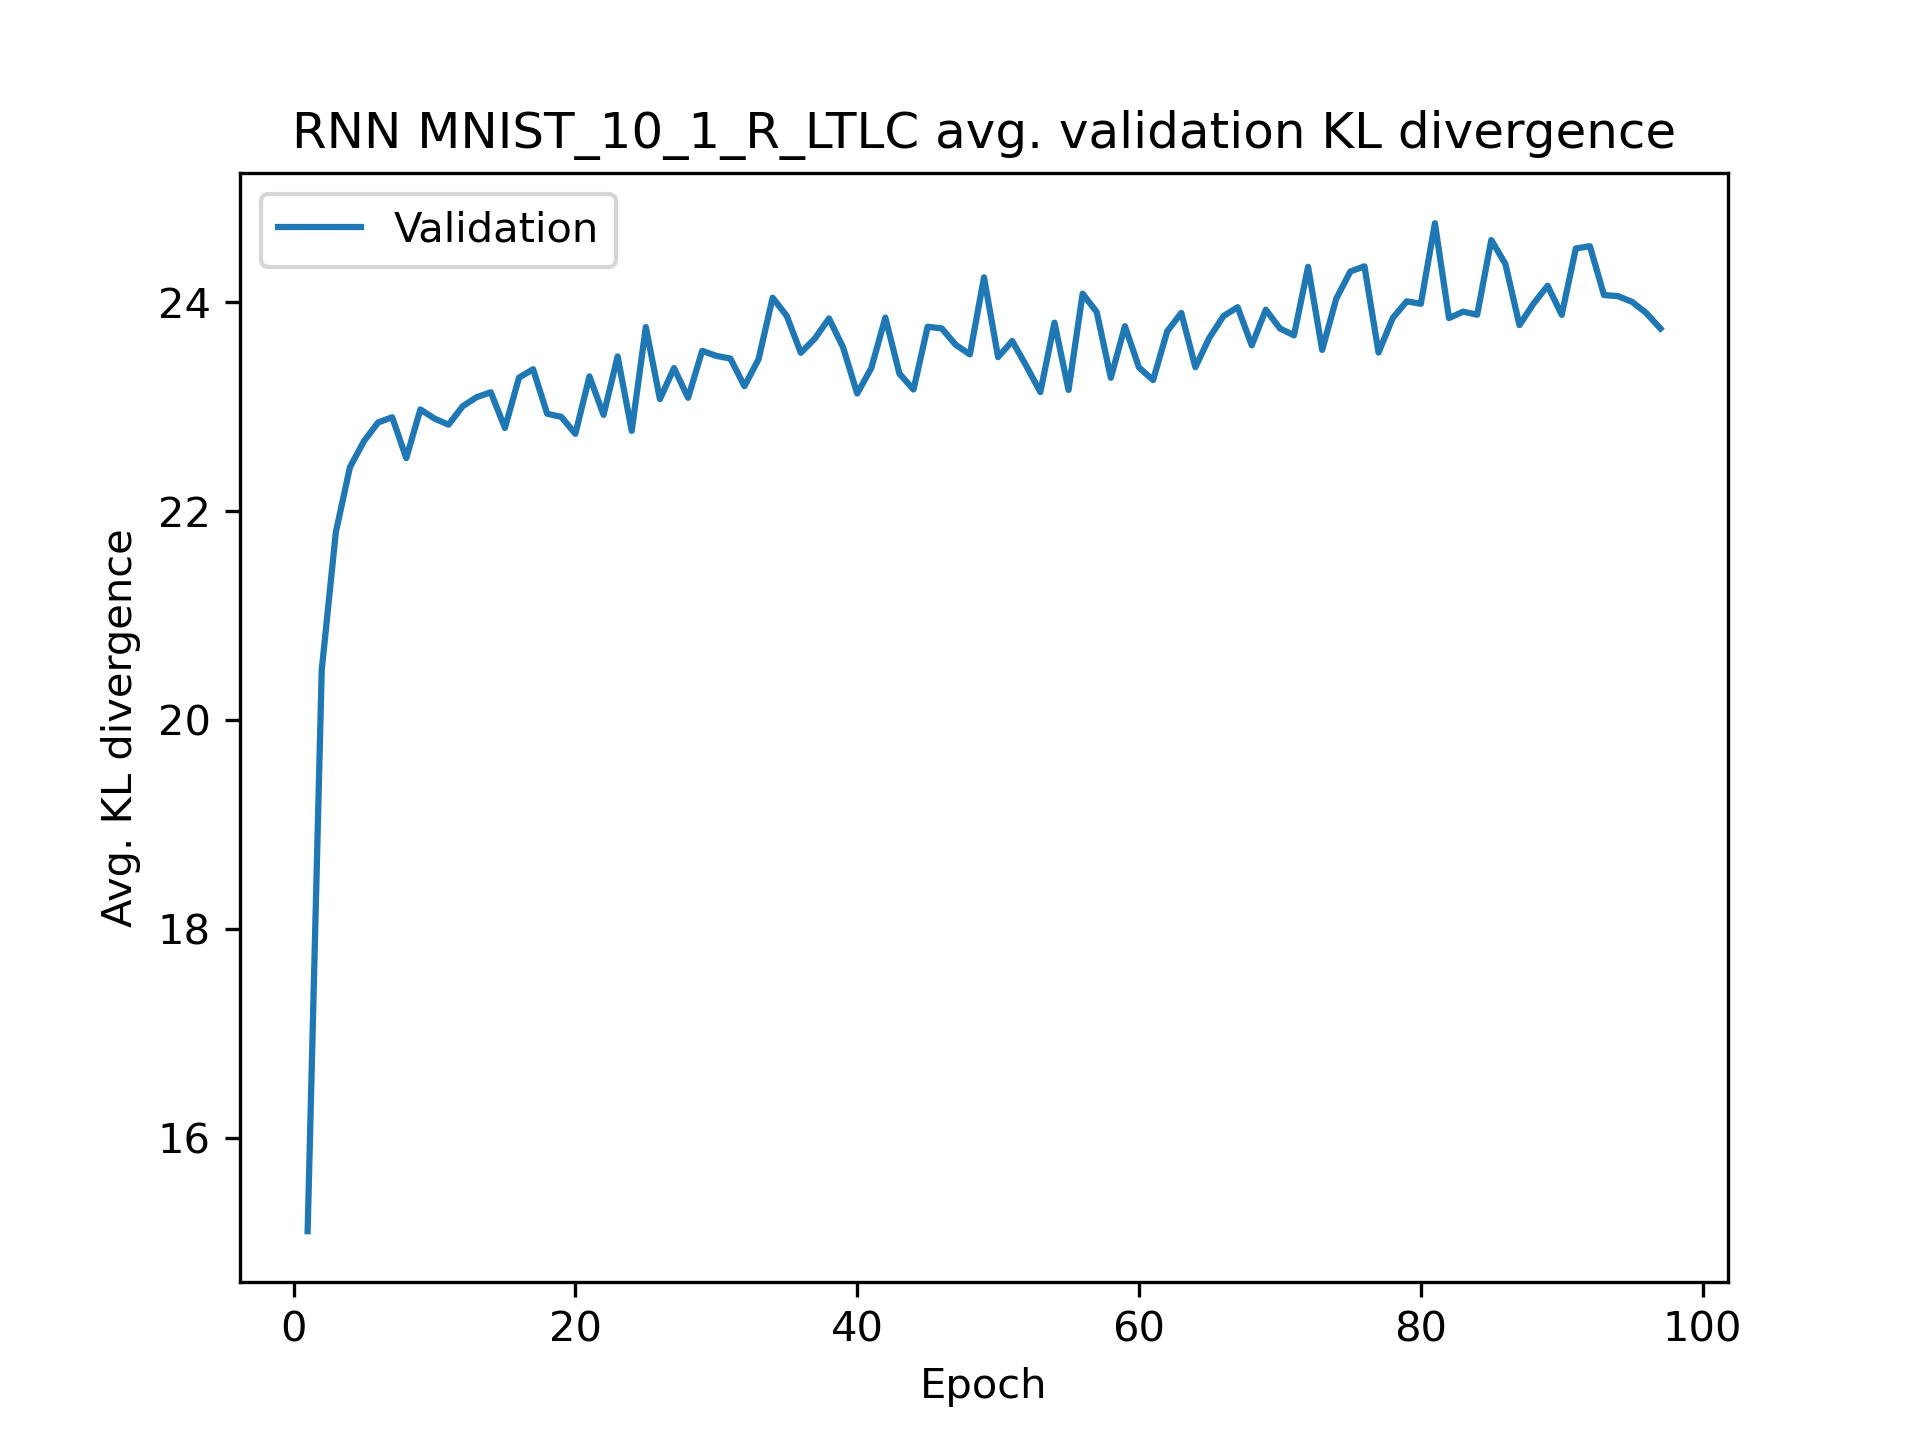 RNN MNIST_10_1_R_LTLC avg. validation KL divergence
Validation
Avg. KL divergence
24
22
20
18
16
0 20 40 60 80 100
Epoch